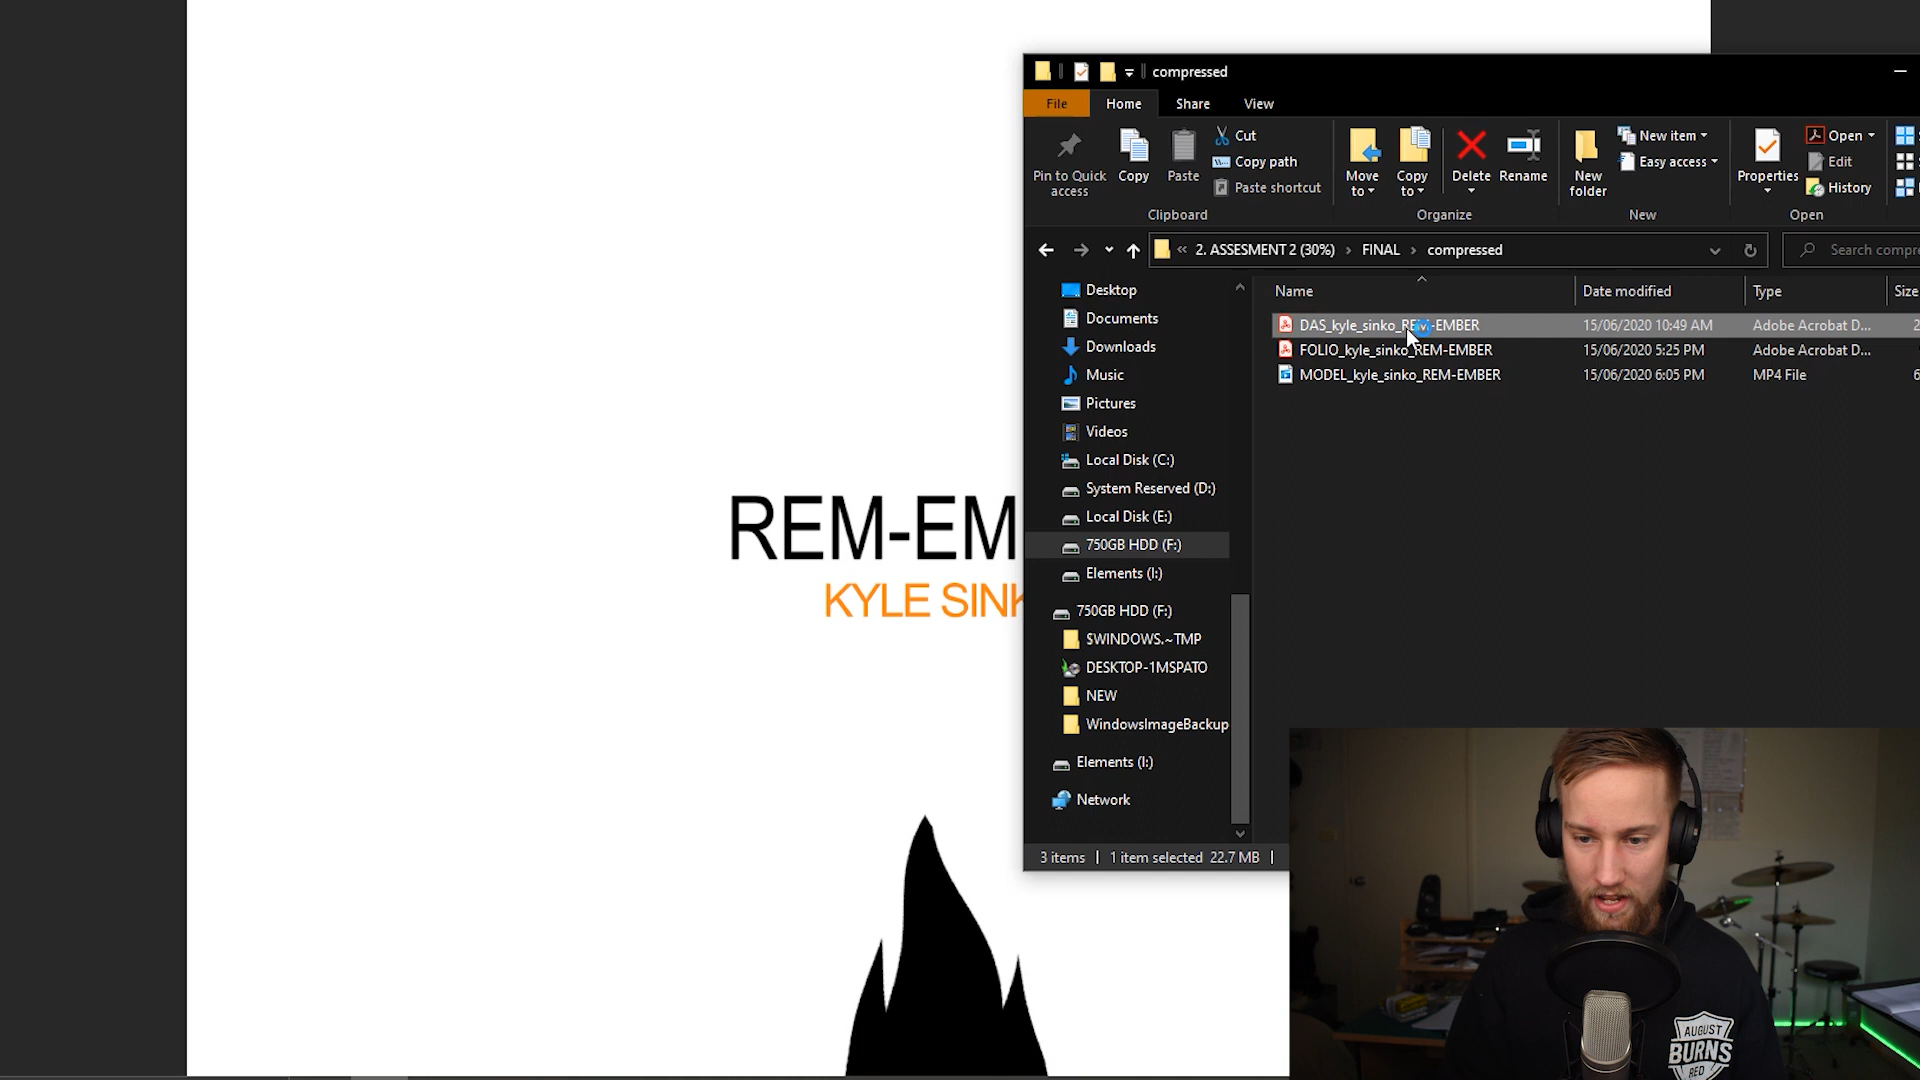 compressed
File
Home
Share
View
Pin to Quick access
Copy
Paste
Cut
Copy path
Paste shortcut
Clipboard
Move to
Copy to
Delete
Rename
Organize
New folder
New item
Easy access
New
Properties
Open
Edit
History
Open
« 2. ASSESMENT 2 (30%) › FINAL › compressed
Search compre
Name
Date modified
Type
Size
DAS_kyle_sinko_REM-EMBER
15/06/2020 10:49 AM
Adobe Acrobat D...
2
FOLIO_kyle_sinko_REM-EMBER
15/06/2020 5:25 PM
Adobe Acrobat D...
MODEL_kyle_sinko_REM-EMBER
15/06/2020 6:05 PM
MP4 File
6
Desktop
Documents
Downloads
Music
Pictures
Videos
Local Disk (C:)
System Reserved (D:)
Local Disk (E:)
750GB HDD (F:)
Elements (I:)
750GB HDD (F:)
$WINDOWS.~TMP
DESKTOP-1MSPATO
NEW
WindowsImageBackup
Elements (I:)
Network
3 items
1 item selected 22.7 MB
REM-EM
KYLE SINK
AUGUST
BURNS
RED